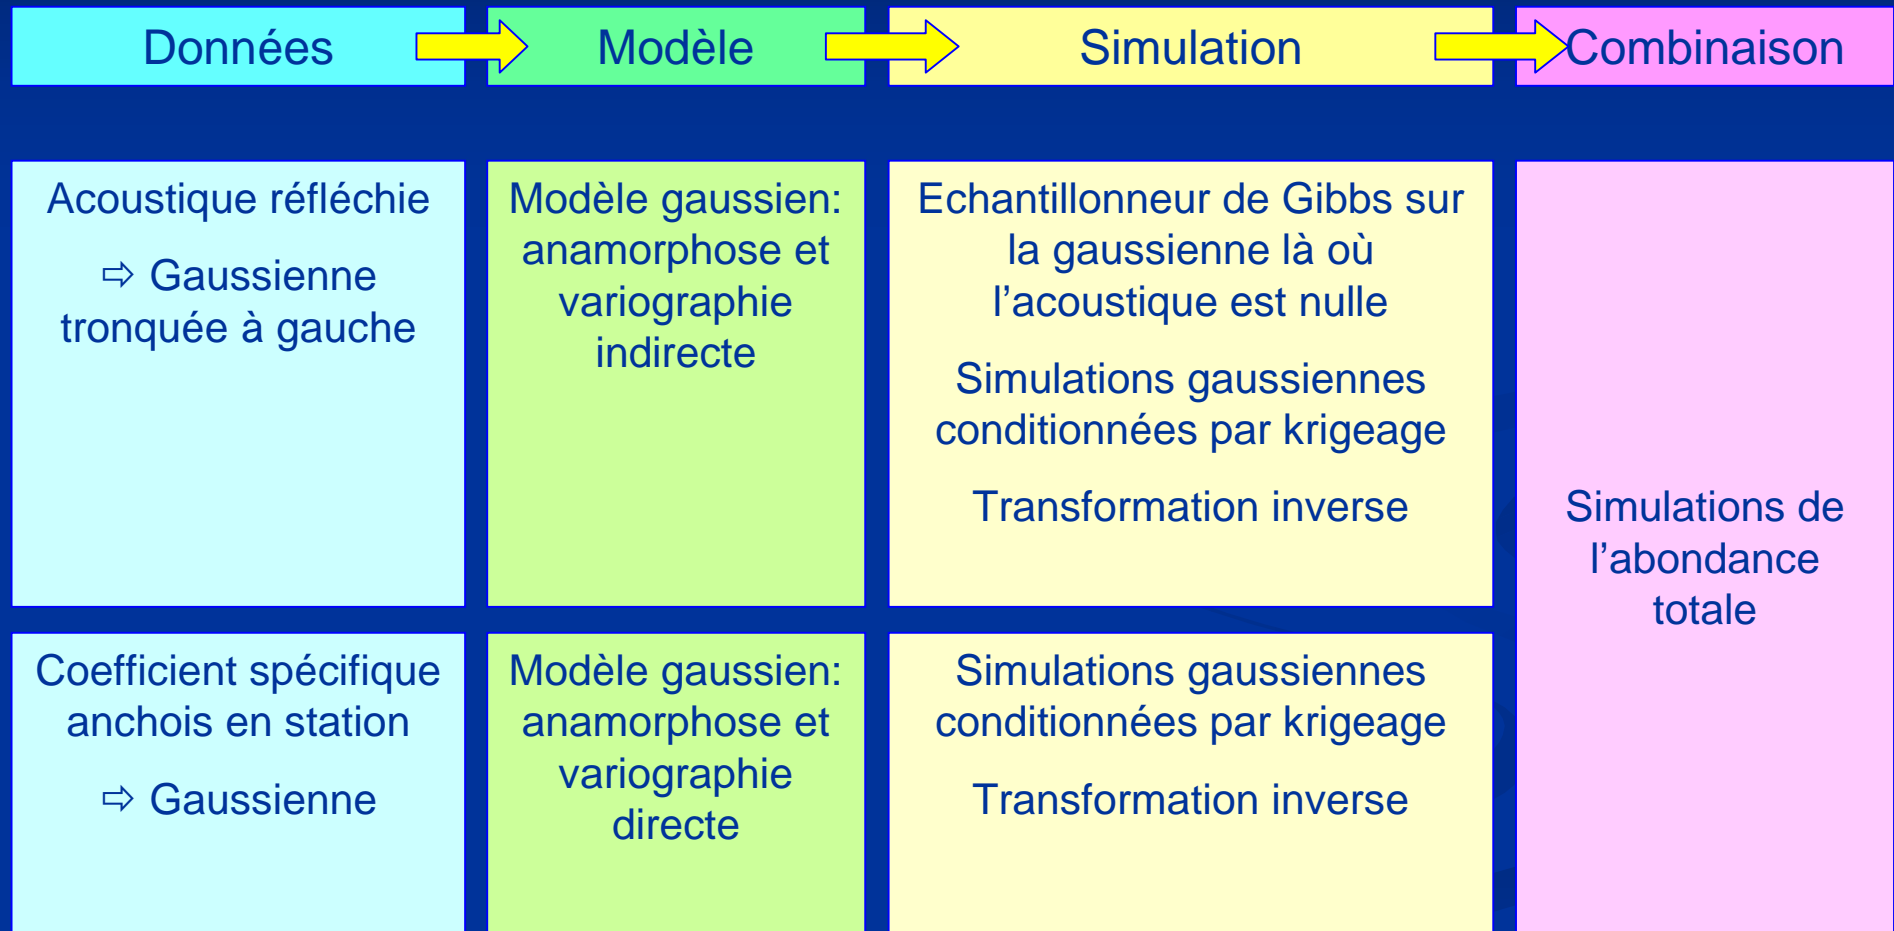 Données
Modèle
Simulation
Combinaison
Acoustique réfléchie
⇨ Gaussienne
tronquée à gauche
Modèle gaussien:
anamorphose et
variographie
indirecte
Echantillonneur de Gibbs sur
la gaussienne là où
l’acoustique est nulle
Simulations gaussiennes
conditionnées par krigeage
Transformation inverse
Simulations de
l’abondance
totale
Coefficient spécifique
anchois en station
⇨ Gaussienne
Modèle gaussien:
anamorphose et
variographie
directe
Simulations gaussiennes
conditionnées par krigeage
Transformation inverse